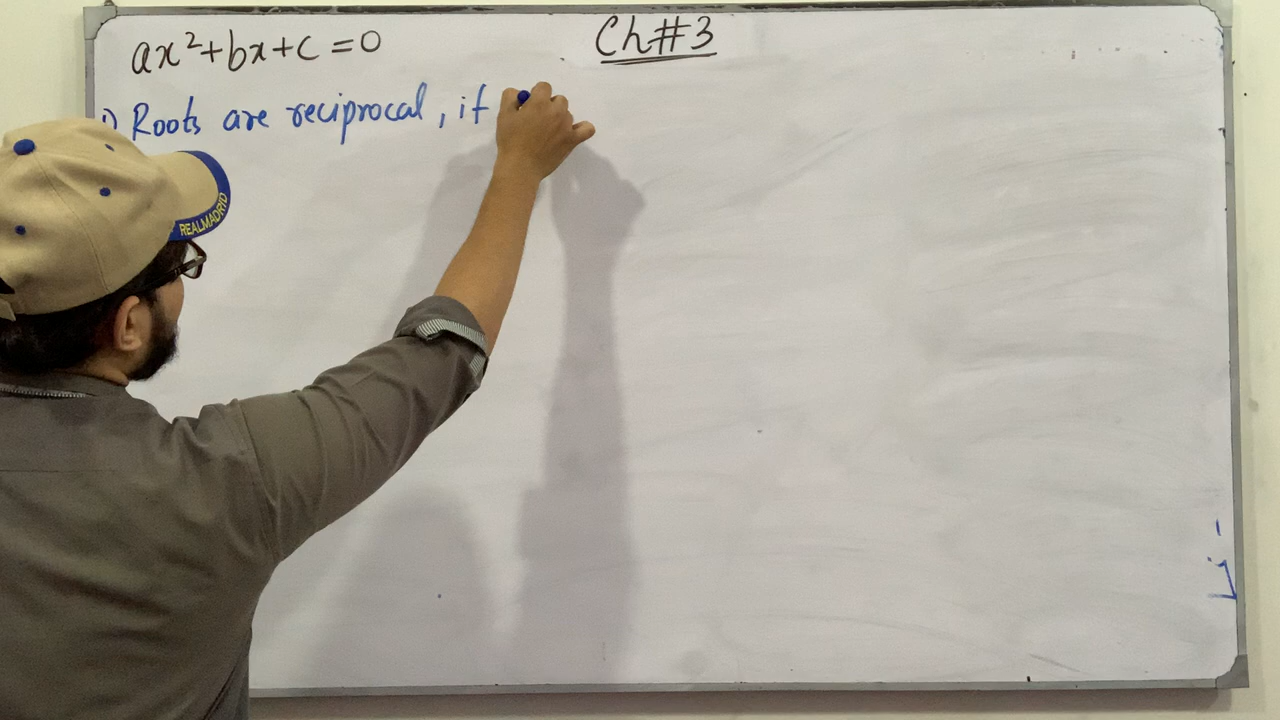 Ch#3
ax²+bx+c=0
i) Roots are reciprocal, if
REALMADRID